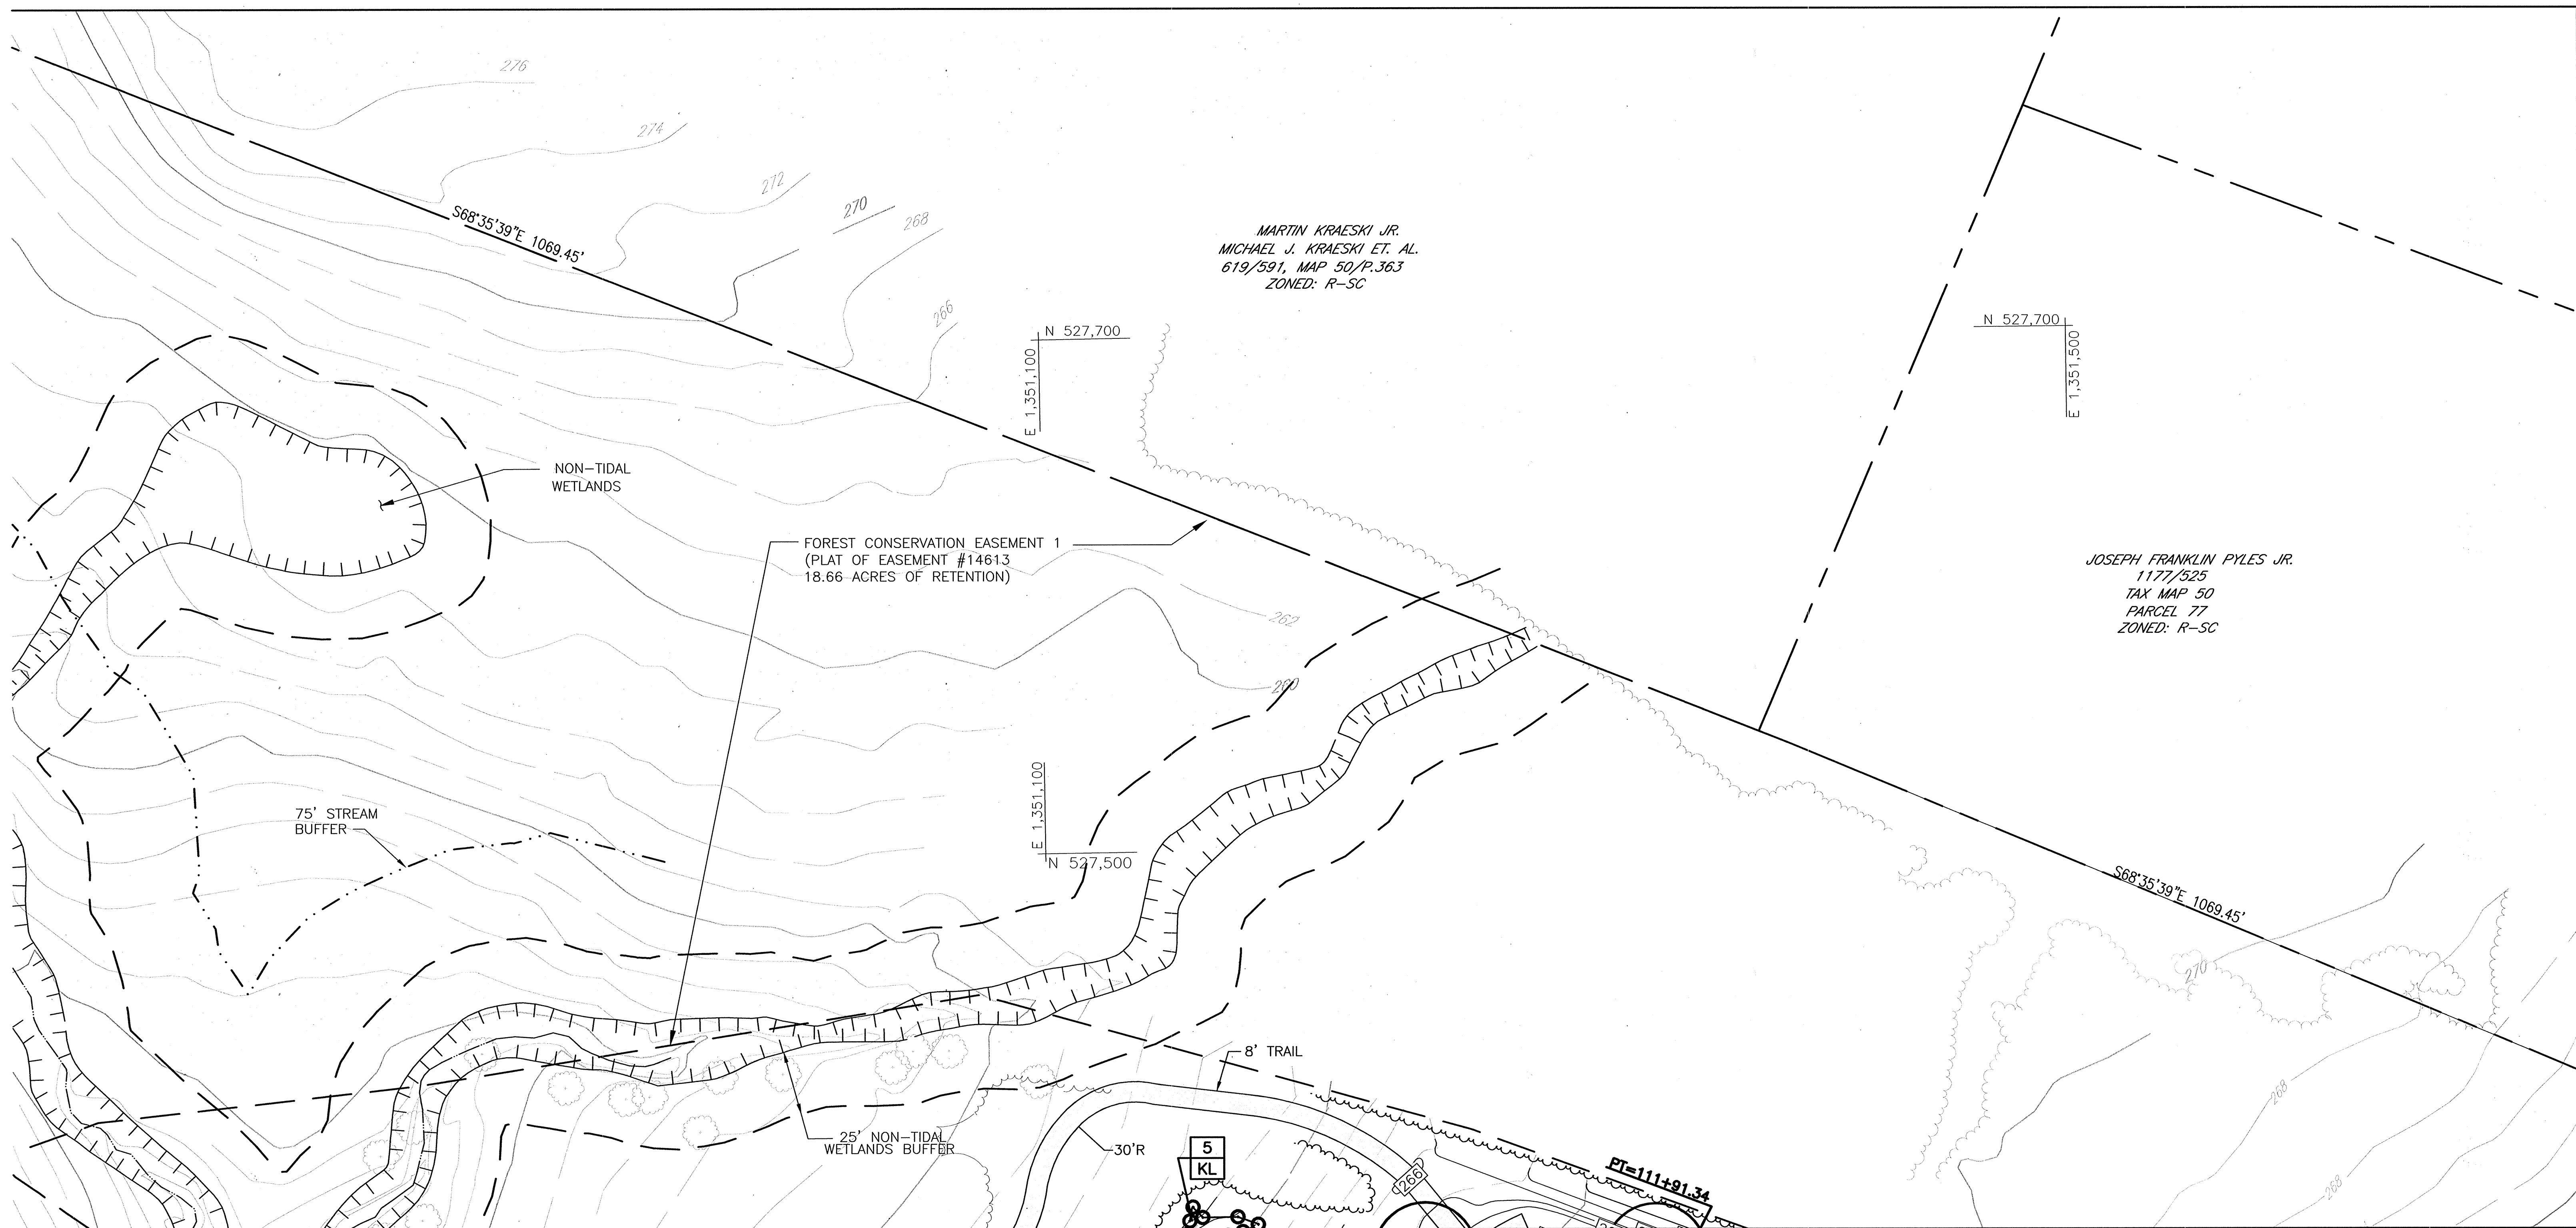 276
274
272
270
268
266
S68°35'39"E 1069.45'
MARTIN KRAESKI JR.
MICHAEL J. KRAESKI ET. AL.
619/591, MAP 50/P.363
ZONED: R-SC
N 527,700
E 1,351,100
N 527,700
E 1,351,500
NON-TIDAL
WETLANDS
FOREST CONSERVATION EASEMENT 1
(PLAT OF EASEMENT #14613
18.66 ACRES OF RETENTION)
JOSEPH FRANKLIN PYLES JR.
1177/525
TAX MAP 50
PARCEL 77
ZONED: R-SC
262
260
75' STREAM
BUFFER
E 1,351,100
N 527,500
S68°35'39"E 1069.45'
270
8' TRAIL
268
25' NON-TIDAL
WETLANDS BUFFER
30'R
5
KL
266
PT=111+91.34
268